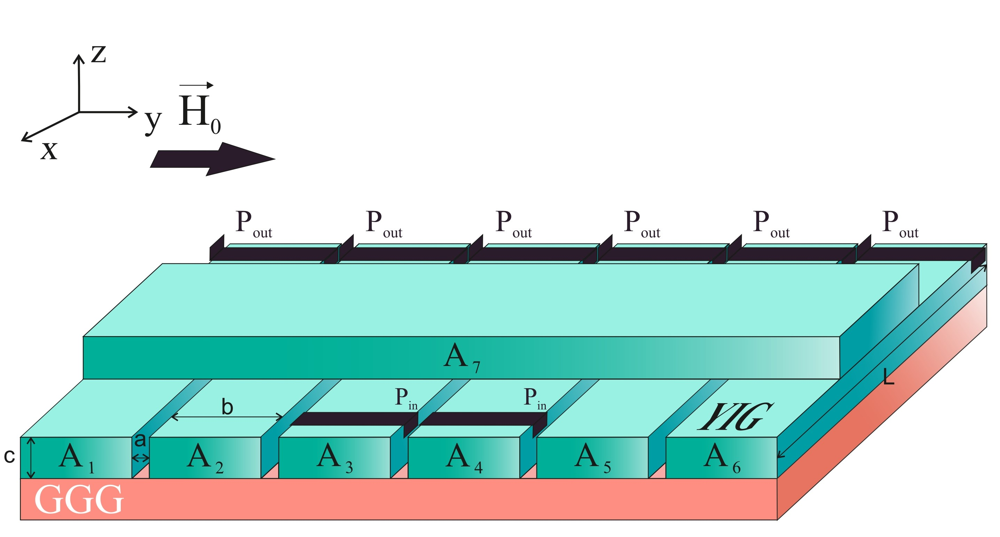 z
y
x
H0
Pout Pout Pout Pout Pout Pout
A7
L
Pin Pin
b
YIG
a
c
A1 A2 A3 A4 A5 A6
GGG